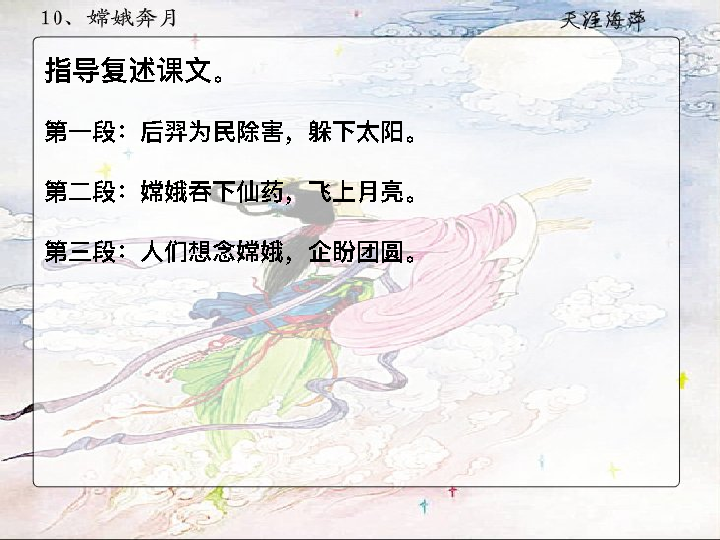 10、嫦娥奔月
天涯海萍
指导复述课文。
第一段：后羿为民除害，躲下太阳。
第二段：嫦娥吞下仙药，飞上月亮。
第三段：人们想念嫦娥，企盼团圆。